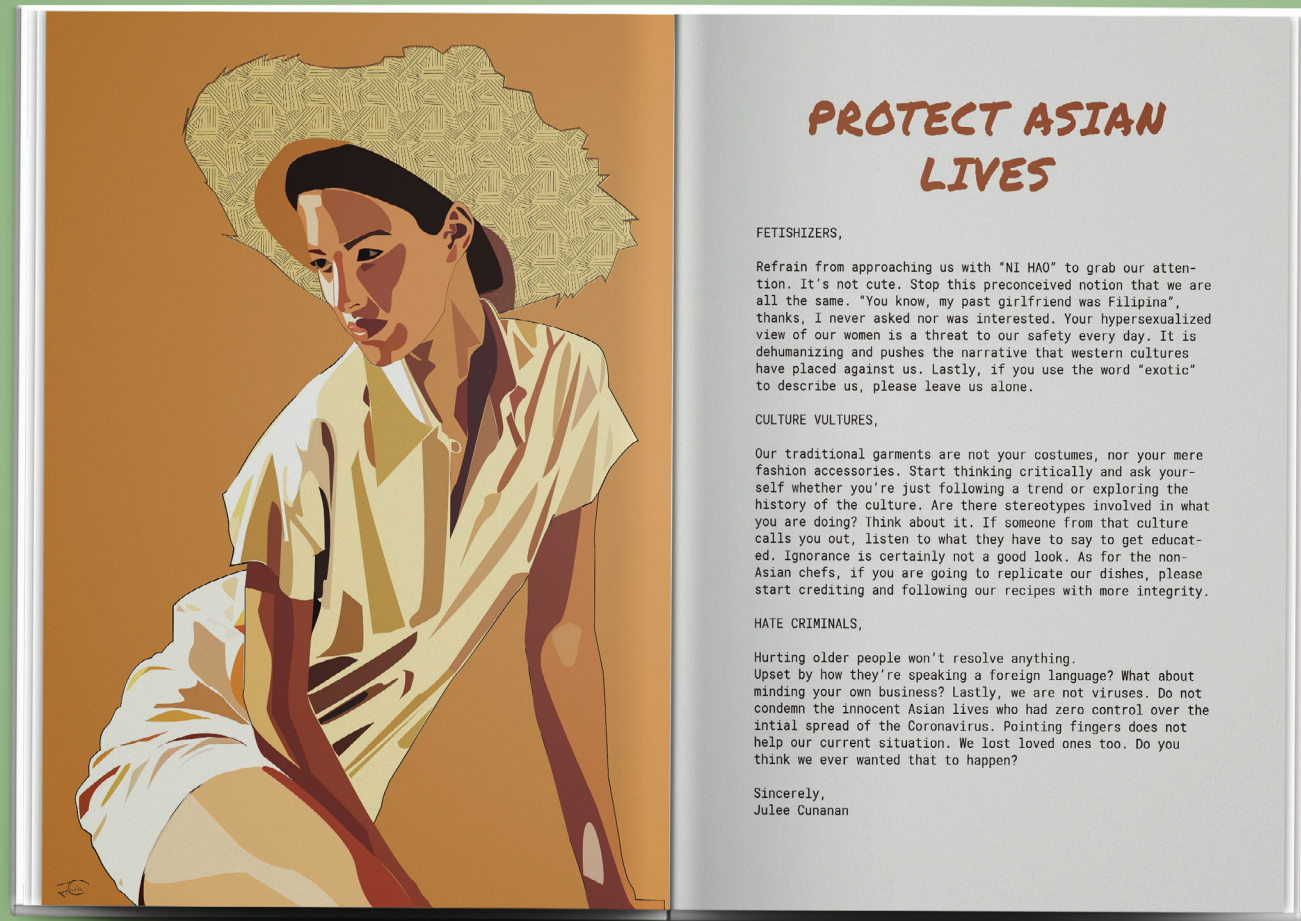 PROTECT ASIAN
LIVES
FETISHIZERS,
Refrain from approaching us with “NI HAO” to grab our atten-
tion. It’s not cute. Stop this preconceived notion that we are
all the same. “You know, my past girlfriend was Filipina”,
thanks, I never asked nor was interested. Your hypersexualized
view of our women is a threat to our safety every day. It is
dehumanizing and pushes the narrative that western cultures
have placed against us. Lastly, if you use the word “exotic”
to describe us, please leave us alone.
CULTURE VULTURES,
Our traditional garments are not your costumes, nor your mere
fashion accessories. Start thinking critically and ask your-
self whether you’re just following a trend or exploring the
history of the culture. Are there stereotypes involved in what
you are doing? Think about it. If someone from that culture
calls you out, listen to what they have to say to get educat-
ed. Ignorance is certainly not a good look. As for the non-
Asian chefs, if you are going to replicate our dishes, please
start crediting and following our recipes with more integrity.
HATE CRIMINALS,
Hurting older people won’t resolve anything.
Upset by how they’re speaking a foreign language? What about
minding your own business? Lastly, we are not viruses. Do not
condemn the innocent Asian lives who had zero control over the
intial spread of the Coronavirus. Pointing fingers does not
help our current situation. We lost loved ones too. Do you
think we ever wanted that to happen?
Sincerely,
Julee Cunanan